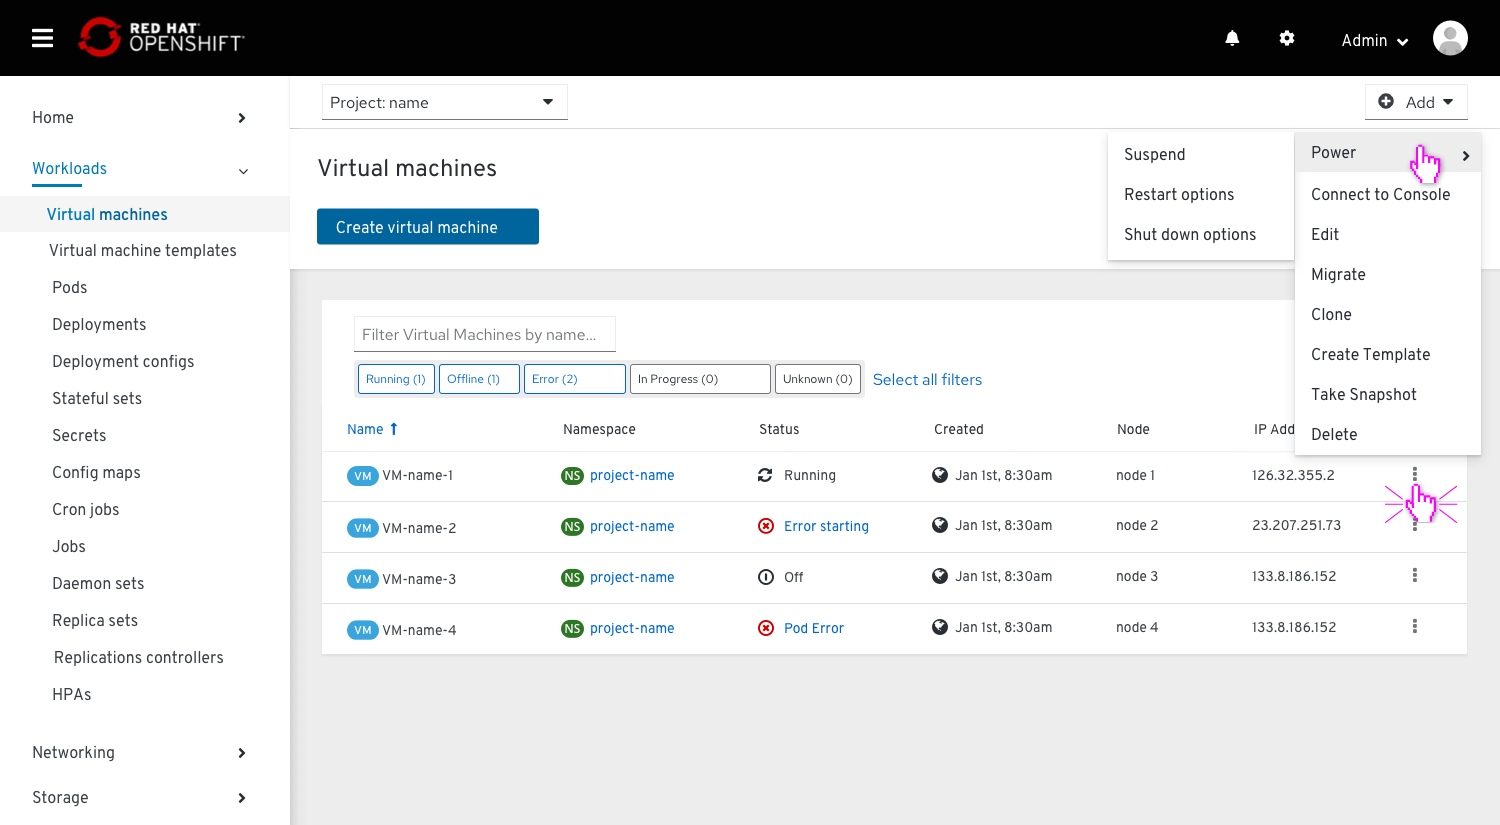 RED HAT
OPENSHIFT
Admin
Home
Workloads
Virtual machines
Virtual machine templates
Pods
Deployments
Deployment configs
Stateful sets
Secrets
Config maps
Cron jobs
Jobs
Daemon sets
Replica sets
Replications controllers
HPAs
Networking
Storage
Project: name
Add
Virtual machines
Create virtual machine
Suspend
Restart options
Shut down options
Power
Connect to Console
Edit
Migrate
Clone
Create Template
Take Snapshot
Delete
Filter Virtual Machines by name...
Running (1) Offline (1) Error (2) In Progress (0) Unknown (0) Select all filters
Name Namespace Status Created Node IP Add
VM VM-name-1 NS project-name Running Jan 1st, 8:30am node 1 126.32.355.2
VM VM-name-2 NS project-name Error starting Jan 1st, 8:30am node 2 23.207.251.73
VM VM-name-3 NS project-name Off Jan 1st, 8:30am node 3 133.8.186.152
VM VM-name-4 NS project-name Pod Error Jan 1st, 8:30am node 4 133.8.186.152